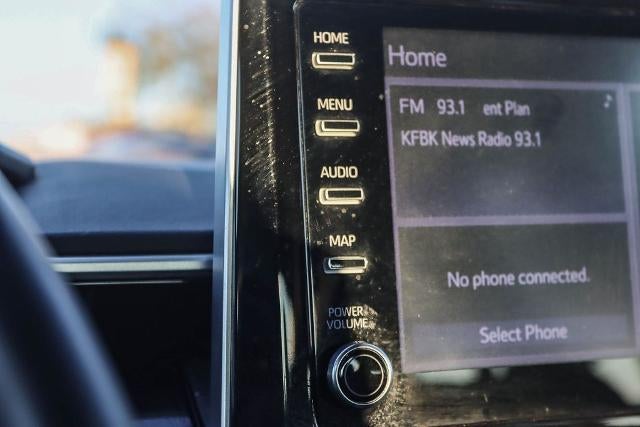 HOME
MENU
AUDIO
MAP
POWER
VOLUME
Home
FM 93.1 ent Plan
KFBK News Radio 93.1
No phone connected.
Select Phone